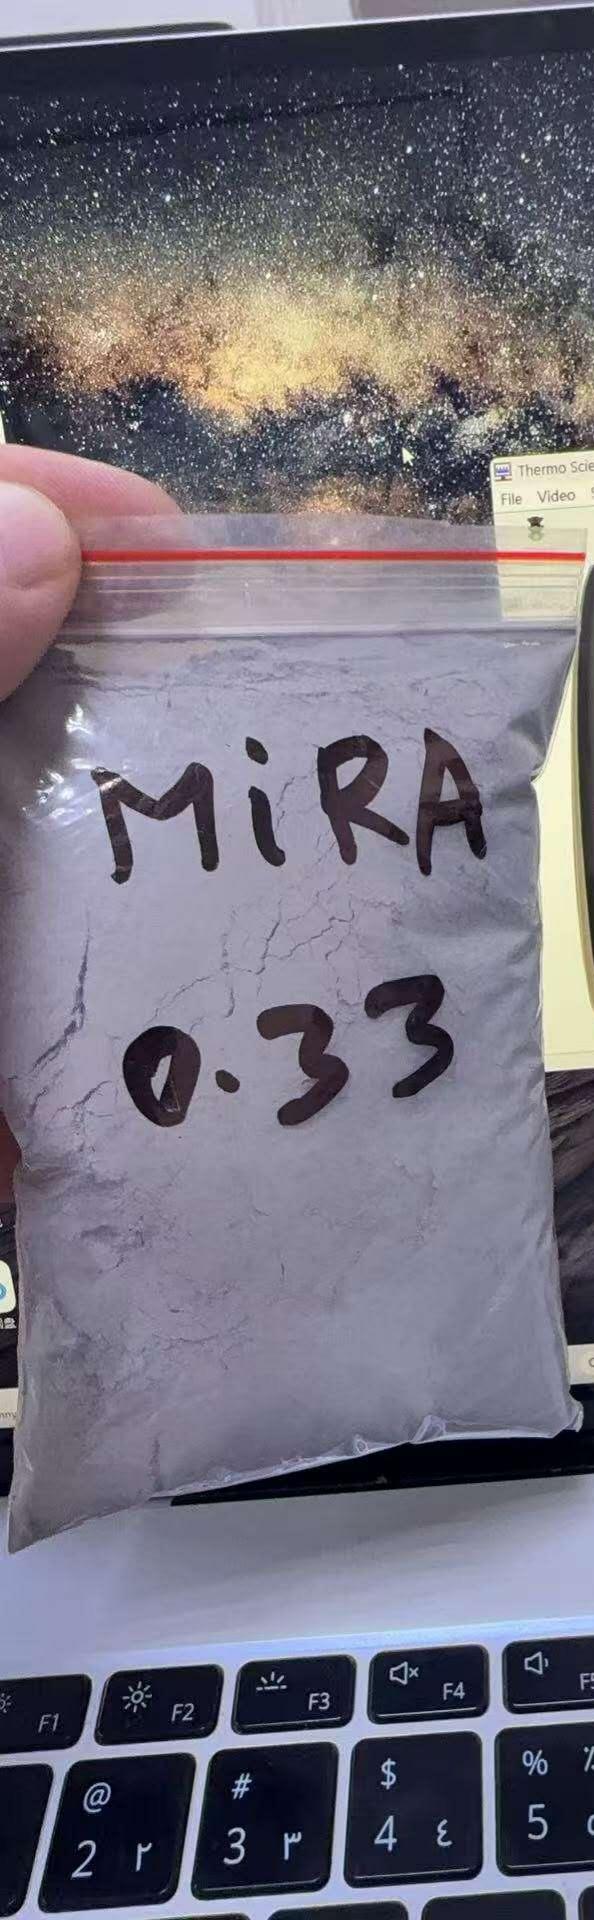 Thermo Scie
File Video
MiRA
0.33
F1 F2 F3 F4 F5
@ # $ %
2 ٢ 3 ٣ 4 ٤ 5